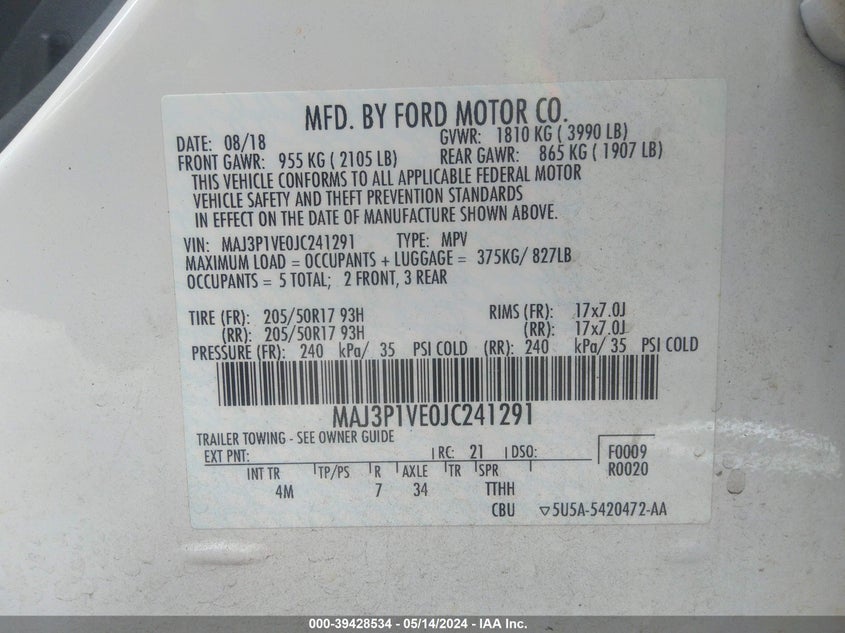 MFD. BY FORD MOTOR CO.
DATE: 08/18 GVWR: 1810 KG ( 3990 LB)
FRONT GAWR: 955 KG ( 2105 LB) REAR GAWR: 865 KG ( 1907 LB)
THIS VEHICLE CONFORMS TO ALL APPLICABLE FEDERAL MOTOR
VEHICLE SAFETY AND THEFT PREVENTION STANDARDS
IN EFFECT ON THE DATE OF MANUFACTURE SHOWN ABOVE.
VIN: MAJ3P1VE0JC241291 TYPE: MPV
MAXIMUM LOAD = OCCUPANTS + LUGGAGE = 375KG/ 827LB
OCCUPANTS = 5 TOTAL; 2 FRONT, 3 REAR
TIRE (FR): 205/50R17 93H RIMS (FR): 17x7.0J
(RR): 205/50R17 93H (RR): 17x7.0J
PRESSURE (FR): 240 kPa/ 35 PSI COLD (RR): 240 kPa/ 35 PSI COLD
MAJ3P1VE0JC241291
TRAILER TOWING - SEE OWNER GUIDE
EXT PNT: RC: 21 DSO: F0009
INT TR TP/PS R AXLE TR SPR R0020
4M 7 34 TTHH
CBU ▽5U5A-5420472-AA
000-39428534 - 05/14/2024 - IAA Inc.